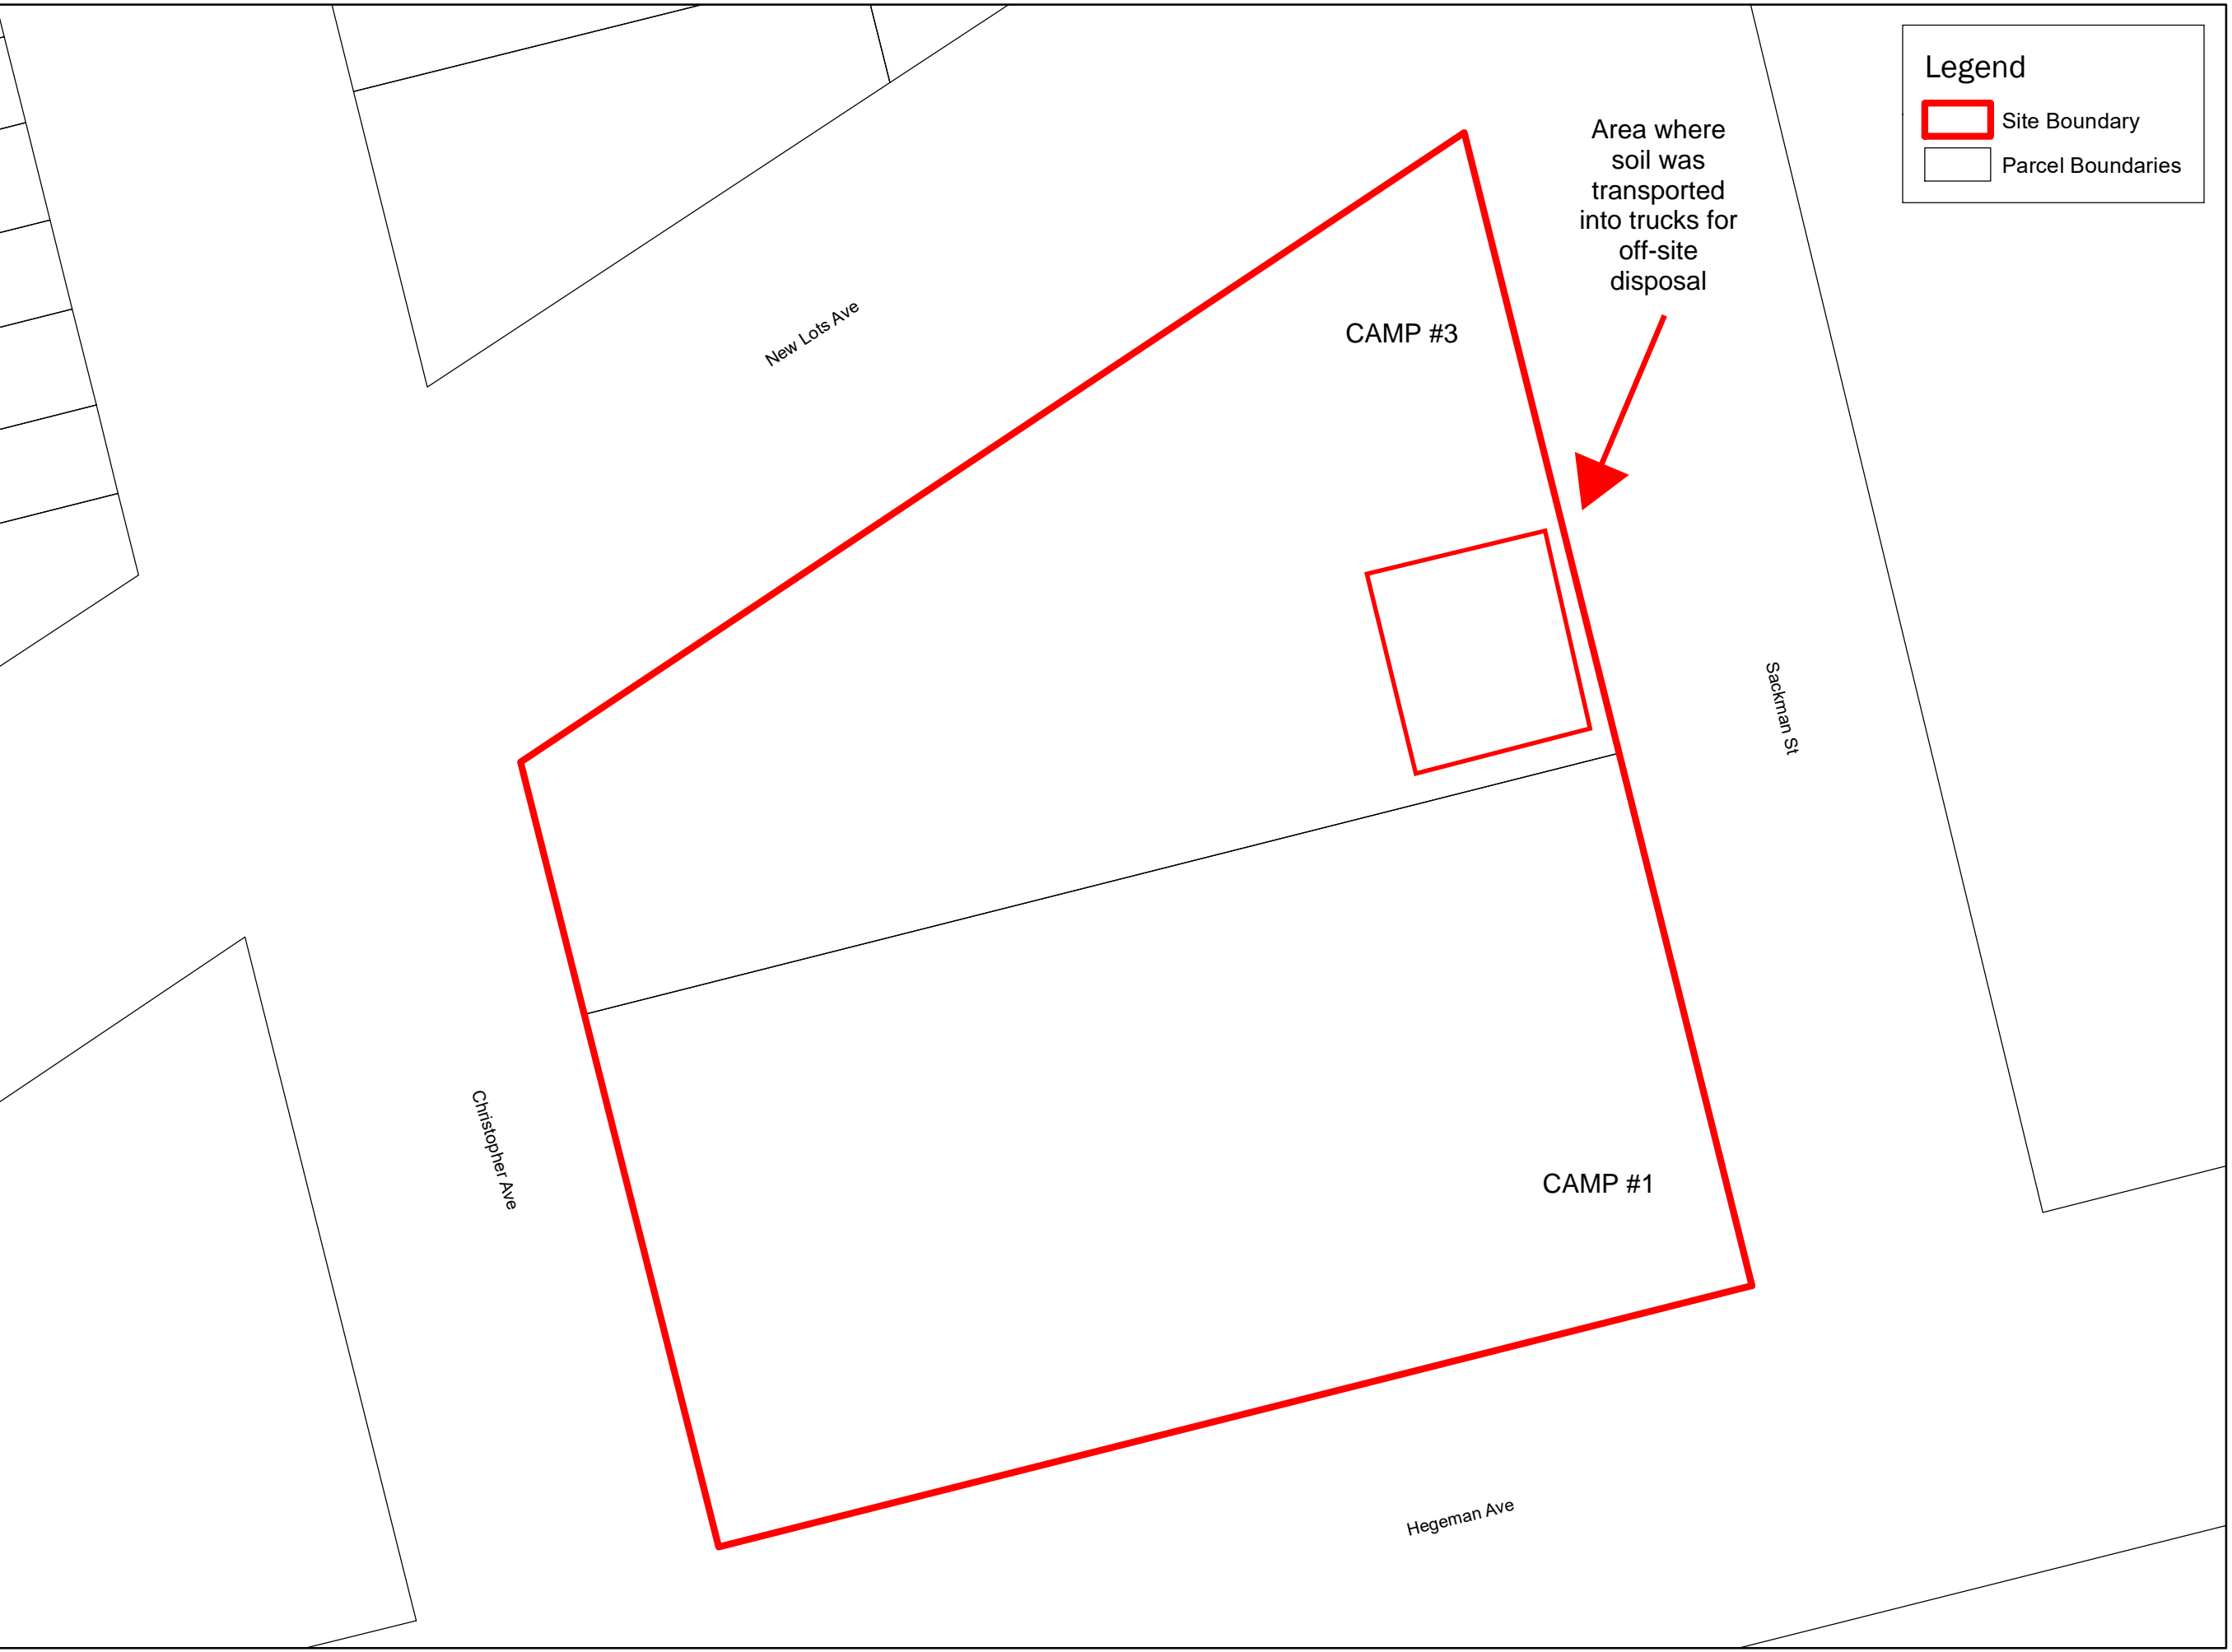 Legend
Site Boundary
Parcel Boundaries
Area where
soil was
transported
into trucks for
off-site
disposal
New Lots Ave
CAMP #3
Sackman St
Christopher Ave
CAMP #1
Hegeman Ave